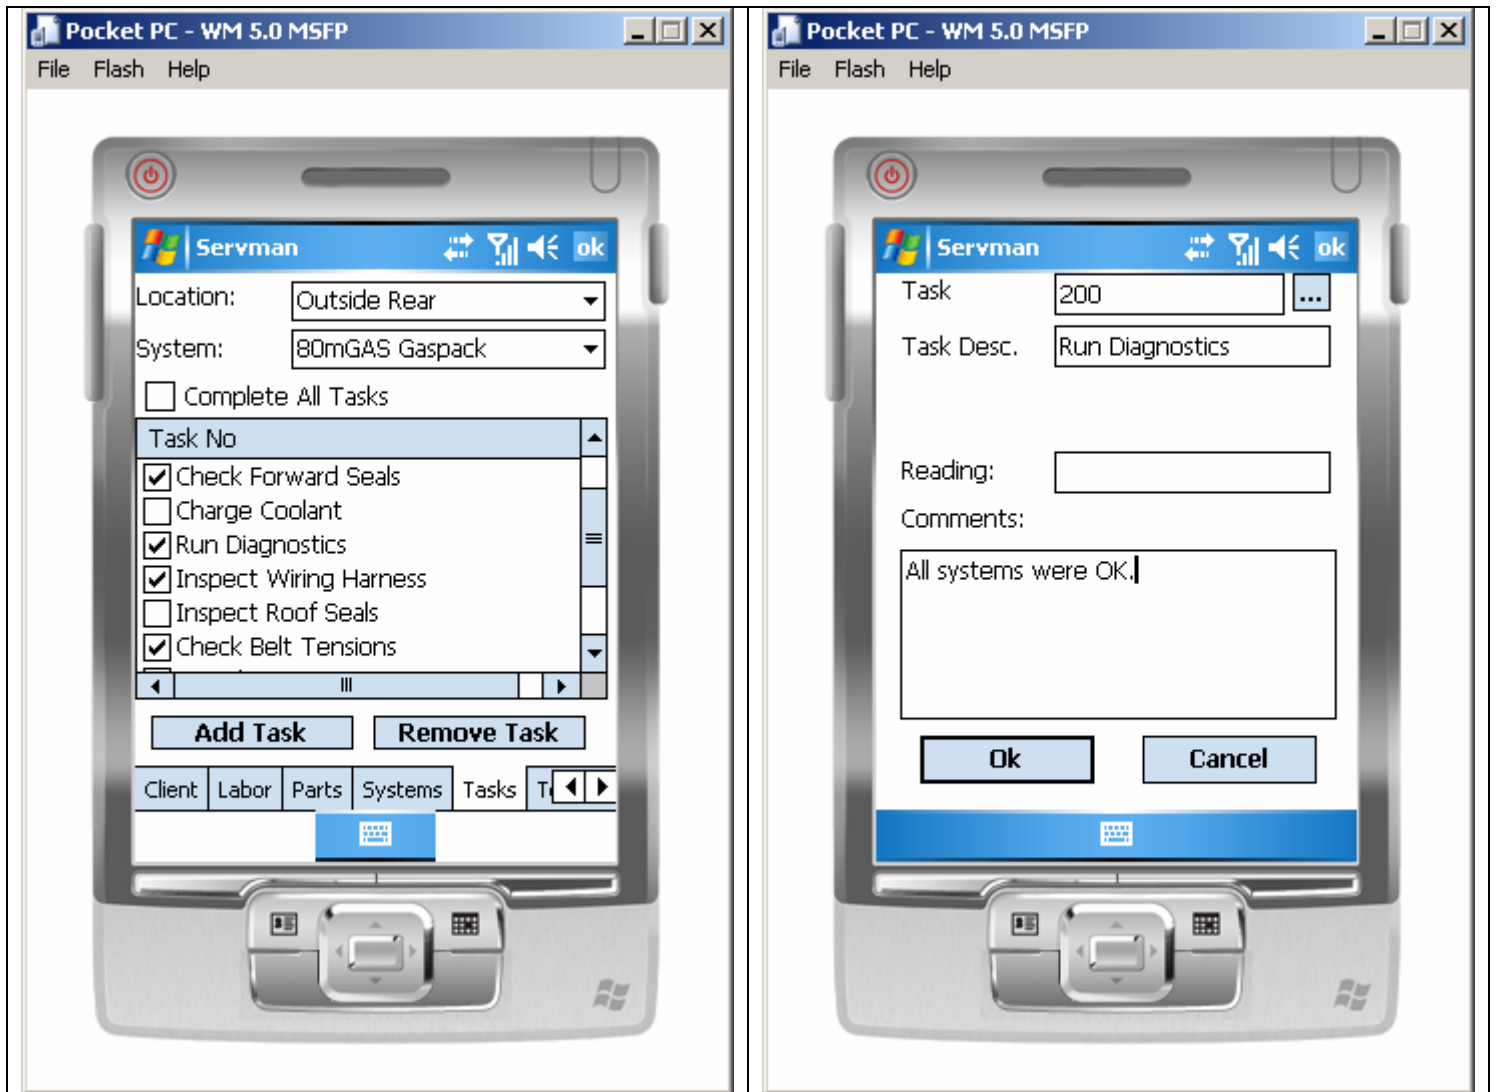 Pocket PC - WM 5.0 MSFP
File Flash Help
Servman ok
Location: Outside Rear
System: 80mGAS Gaspack
Complete All Tasks
Task No
Check Forward Seals
Charge Coolant
Run Diagnostics
Inspect Wiring Harness
Inspect Roof Seals
Check Belt Tensions
Add Task Remove Task
Client Labor Parts Systems Tasks
Pocket PC - WM 5.0 MSFP
File Flash Help
Servman ok
Task 200 ...
Task Desc. Run Diagnostics
Reading:
Comments:
All systems were OK.
Ok Cancel